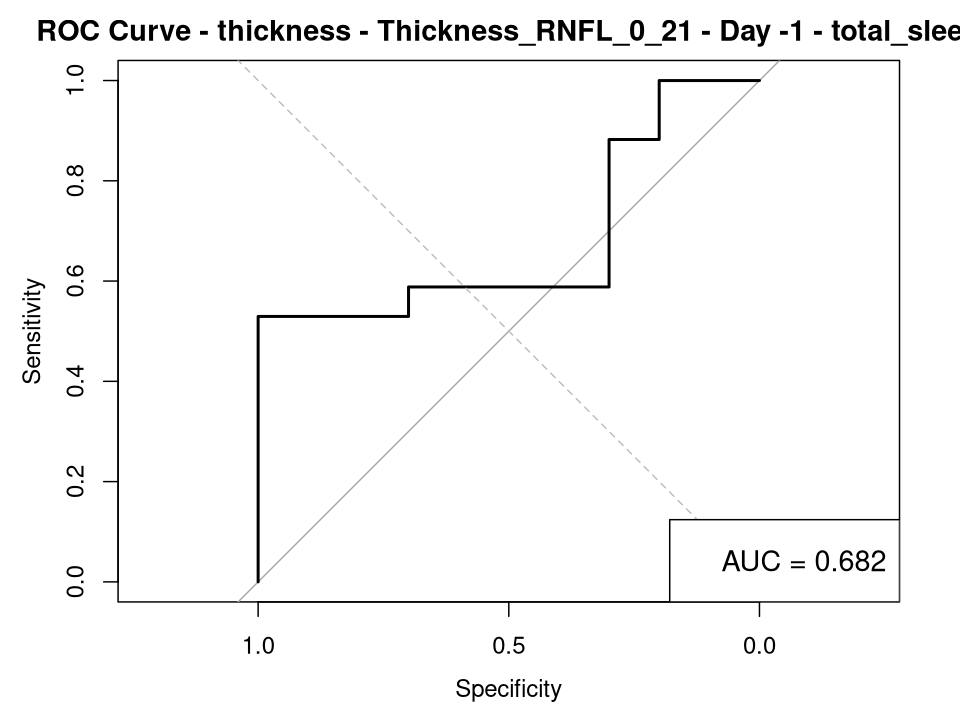 ROC Curve - thickness - Thickness_RNFL_0_21 - Day -1 - total_slee
1.0
0.8
0.6
0.4
0.2
0.0
Sensitivity
AUC = 0.682
1.0 0.5 0.0
Specificity